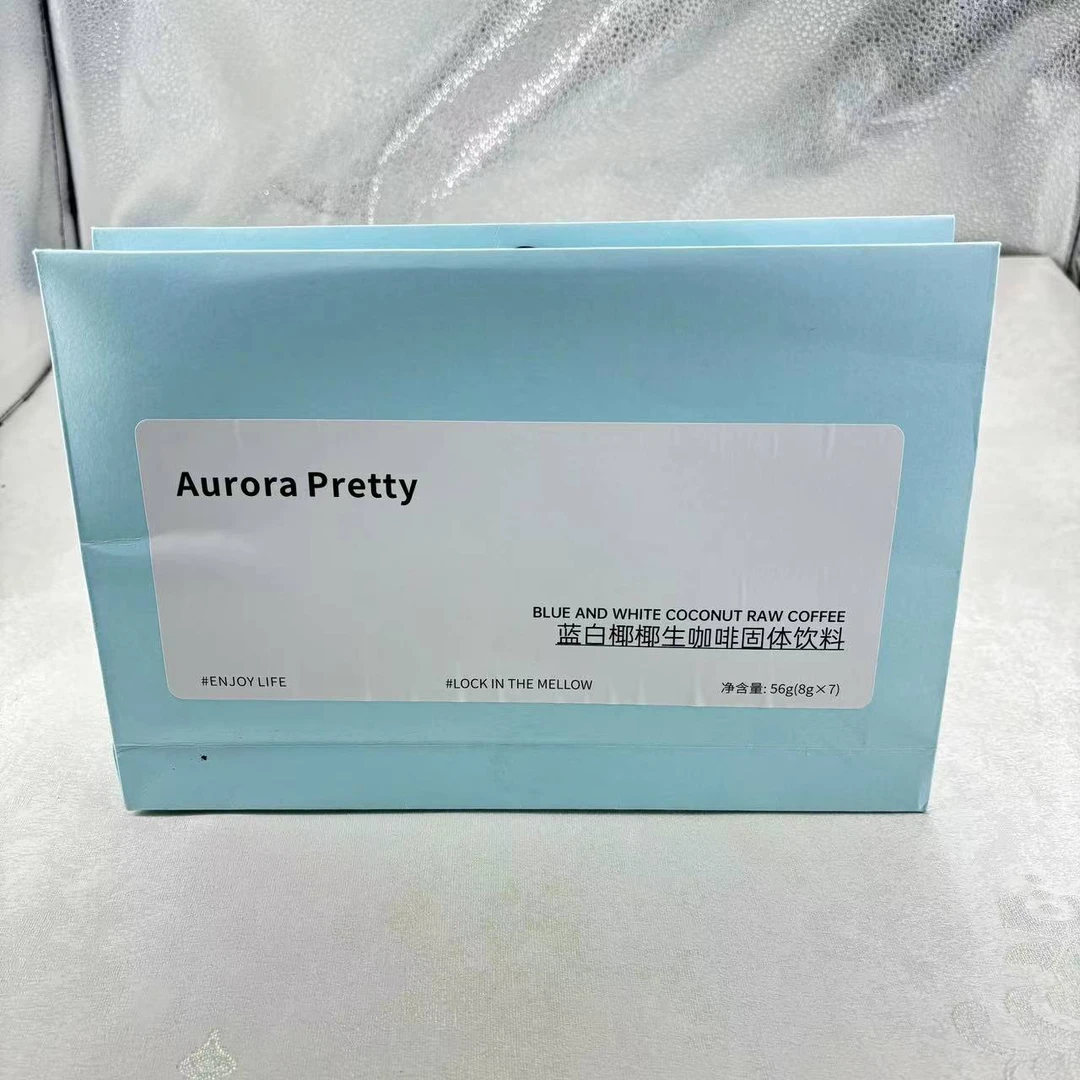 Aurora Pretty
BLUE AND WHITE COCONUT RAW COFFEE
蓝白椰椰生咖啡固体饮料
#ENJOY LIFE
#LOCK IN THE MELLOW
净含量: 56g(8g×7)